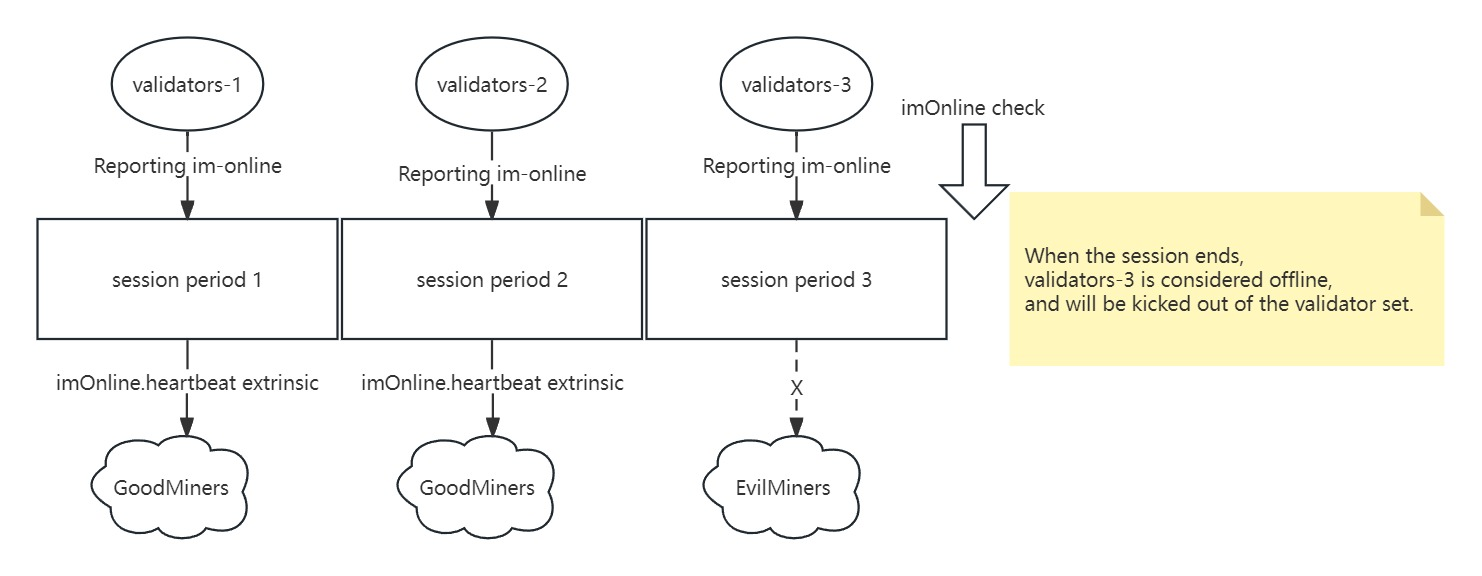 validators-1
validators-2
validators-3
imOnline check
Reporting im-online
Reporting im-online
Reporting im-online
session period 1
session period 2
session period 3
When the session ends,
validators-3 is considered offline,
and will be kicked out of the validator set.
imOnline.heartbeat extrinsic
imOnline.heartbeat extrinsic
X
GoodMiners
GoodMiners
EvilMiners